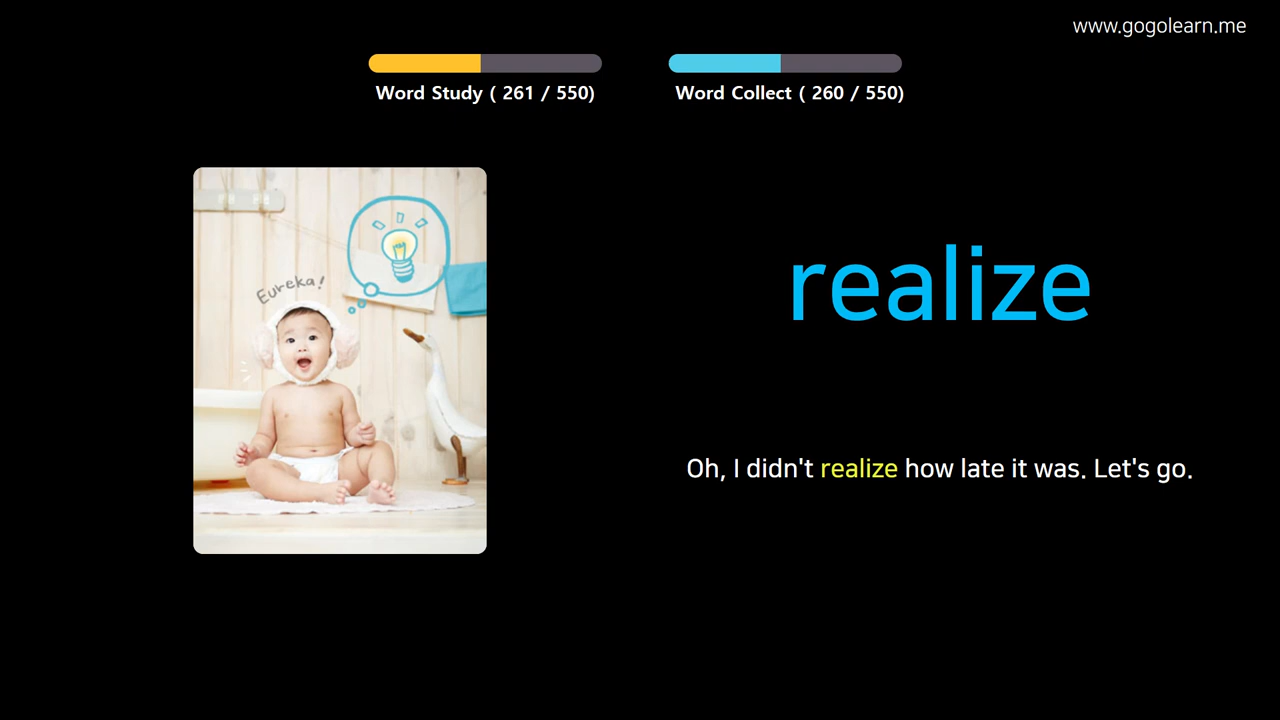 www.gogolearn.me
Word Study ( 261 / 550)
Word Collect ( 260 / 550)
Eureka!
realize
Oh, I didn't realize how late it was. Let's go.